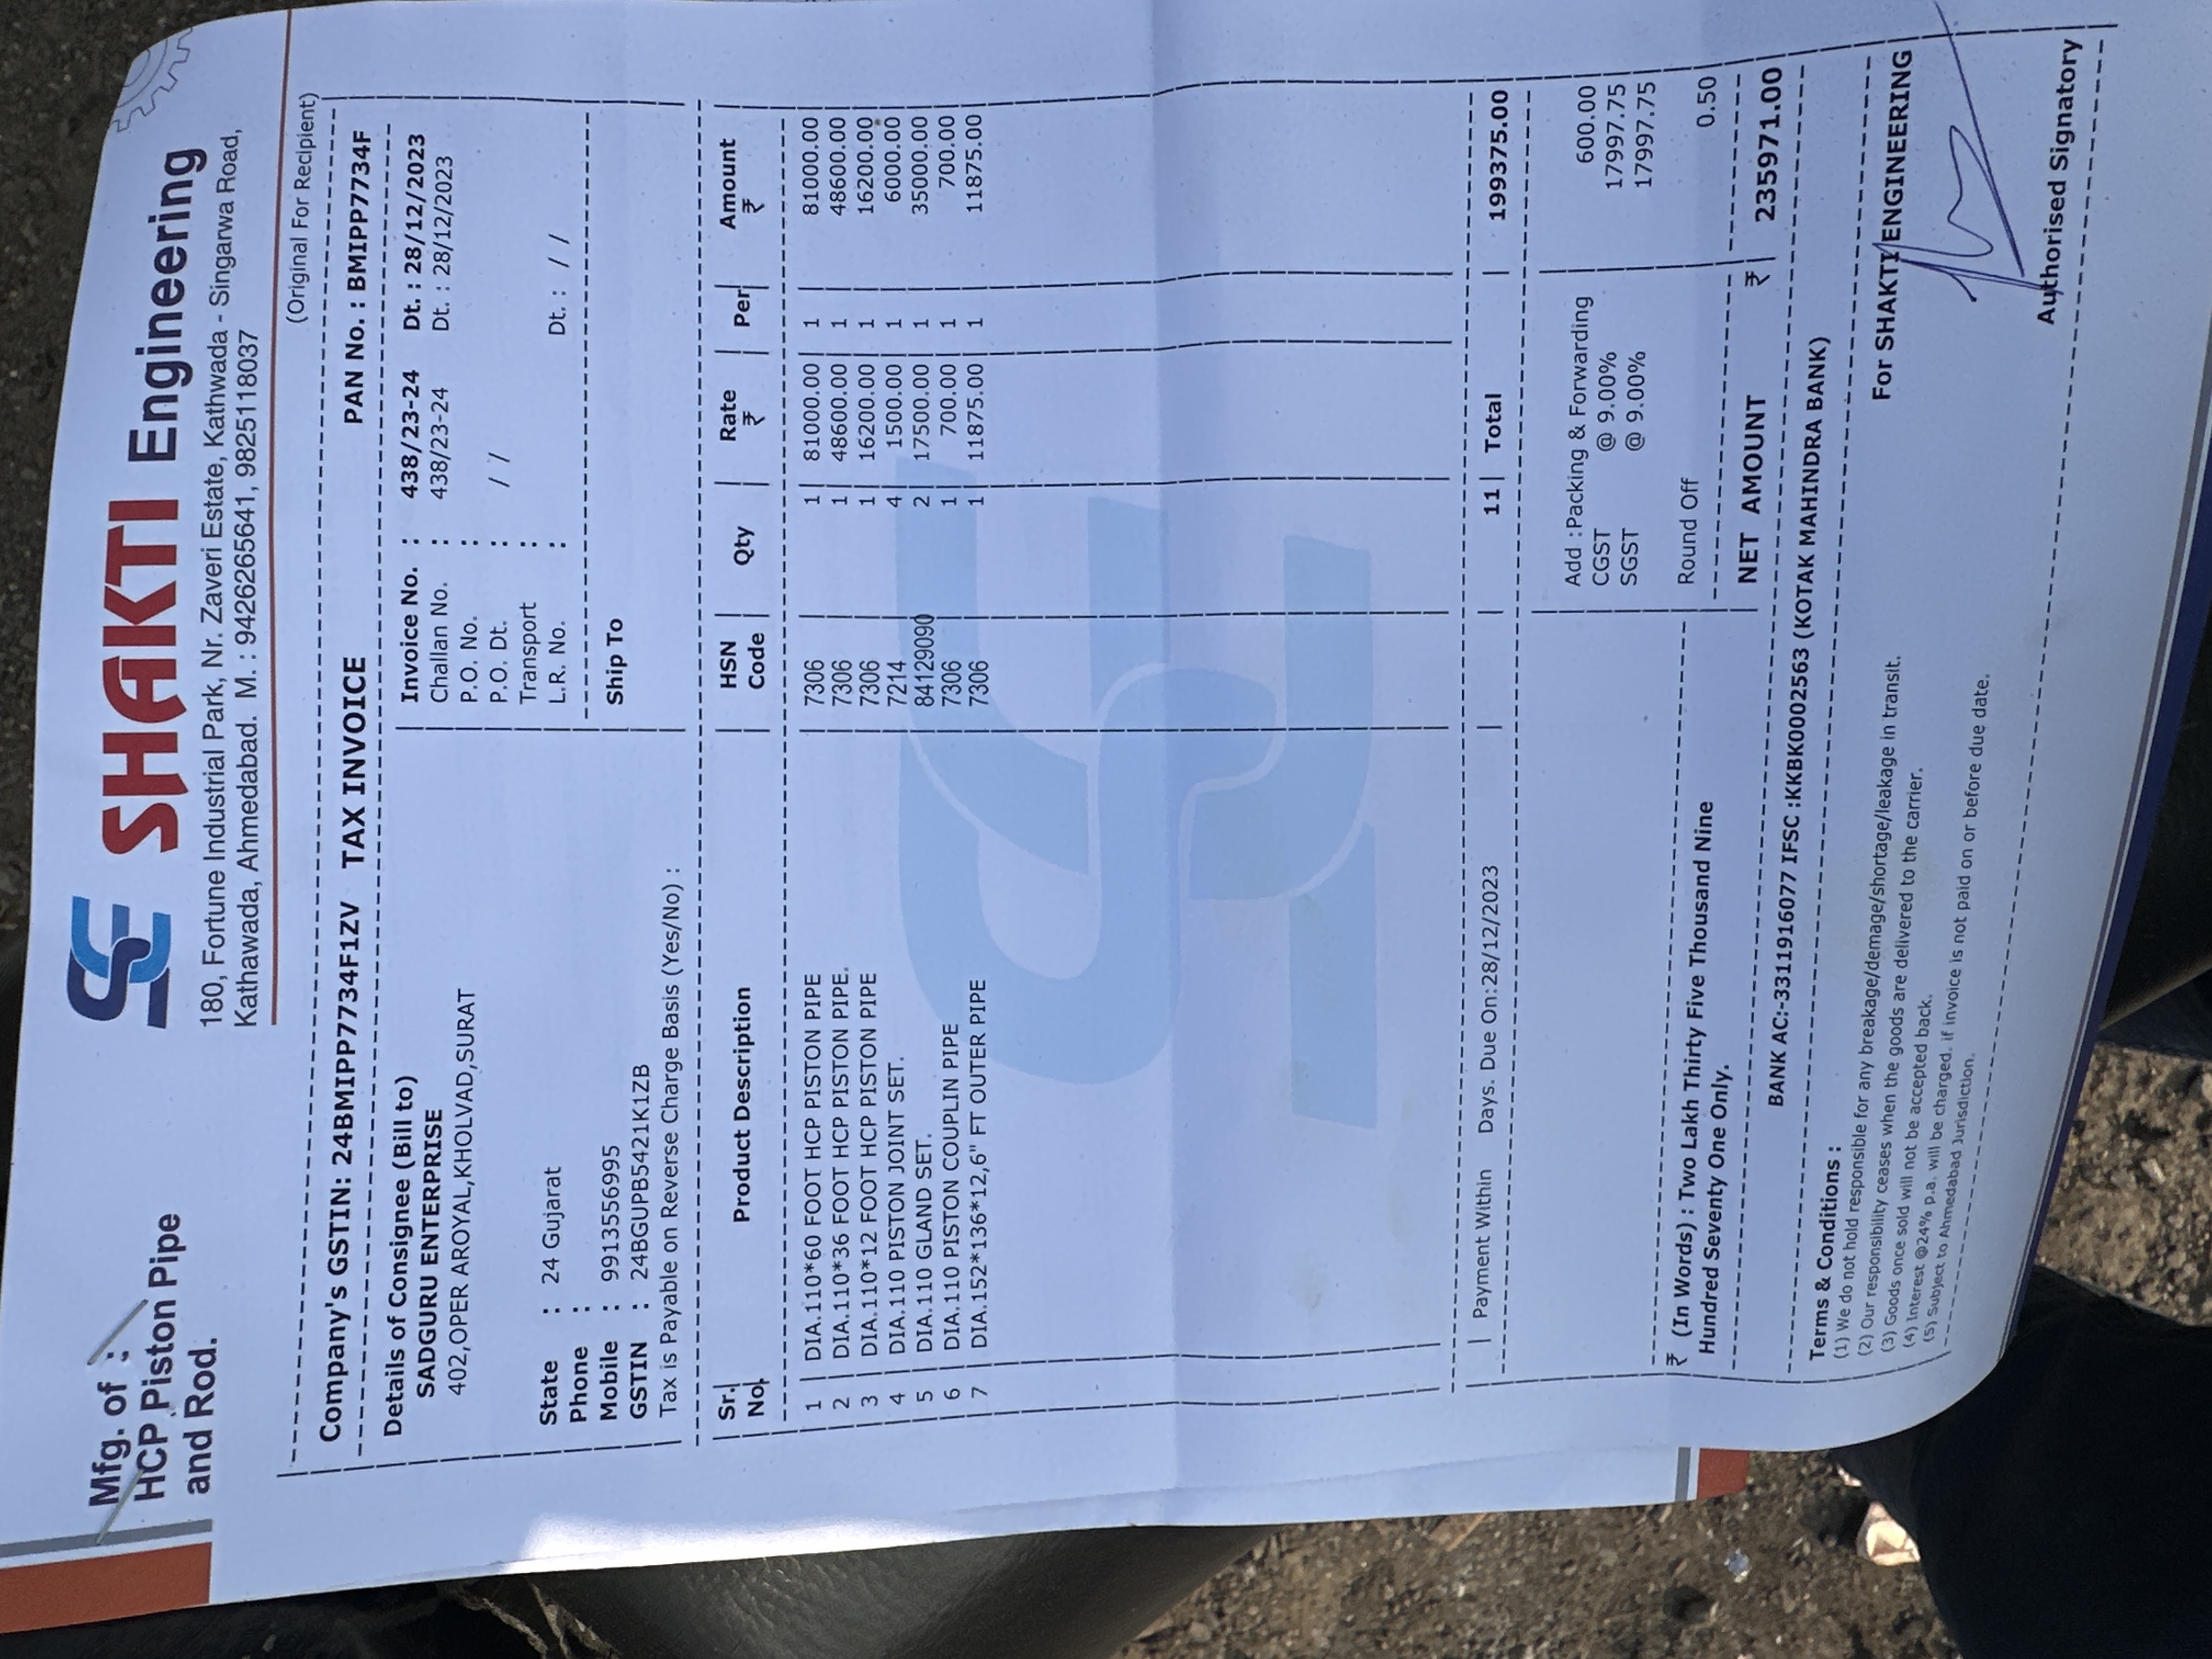 Mfg. of :
HCP Piston Pipe
and Rod.
SE SHAKTI Engineering
180, Fortune Industrial Park, Nr. Zaveri Estate, Kathwada - Singarwa Road,
Kathawada, Ahmedabad. M. : 9426265641, 9825118037
(Original For Recipient)
Company's GSTIN: 24BMIPP7734F1ZV TAX INVOICE PAN No. : BMIPP7734F
Details of Consignee (Bill to)
SADGURU ENTERPRISE
402,OPER AROYAL,KHOLVAD,SURAT
State : 24 Gujarat
Phone :
Mobile : 9913556995
GSTIN : 24BGUPB5421K1ZB
Tax is Payable on Reverse Charge Basis (Yes/No) :
Invoice No. : 438/23-24 Dt. : 28/12/2023
Challan No. : 438/23-24 Dt. : 28/12/2023
P.O. No. :
P.O. Dt. : / /
Transport :
L.R. No. : Dt. : / /
Ship To
Sr. No. Product Description HSN Code Qty Rate ₹ Per Amount ₹
1 DIA.110*60 FOOT HCP PISTON PIPE 7306 1 81000.00 1 81000.00
2 DIA.110*36 FOOT HCP PISTON PIPE. 7306 1 48600.00 1 48600.00
3 DIA.110*12 FOOT HCP PISTON PIPE 7306 1 16200.00 1 16200.00
4 DIA.110 PISTON JOINT SET. 7214 4 1500.00 1 6000.00
5 DIA.110 GLAND SET. 84129090 2 17500.00 1 35000.00
6 DIA.110 PISTON COUPLIN PIPE 7306 1 700.00 1 700.00
7 DIA.152*136*12,6" FT OUTER PIPE 7306 1 11875.00 1 11875.00
Payment Within Days. Due On:28/12/2023 11 Total 199375.00
Add :Packing & Forwarding 600.00
CGST @ 9.00% 17997.75
SGST @ 9.00% 17997.75
Round Off 0.50
₹ (In Words) : Two Lakh Thirty Five Thousand Nine
Hundred Seventy One Only.
NET AMOUNT ₹ 235971.00
BANK AC:-3311916077 IFSC :KKBK0002563 (KOTAK MAHINDRA BANK)
Terms & Conditions :
(1) We do not hold responsible for any breakage/demage/shortage/leakage in transit.
(2) Our responsibility ceases when the goods are delivered to the carrier.
(3) Goods once sold will not be accepted back.
(4) Interest @24% p.a. will be charged. if invoice is not paid on or before due date.
(5) Subject to Ahmedabad Jurisdiction.
For SHAKTI ENGINEERING
Authorised Signatory